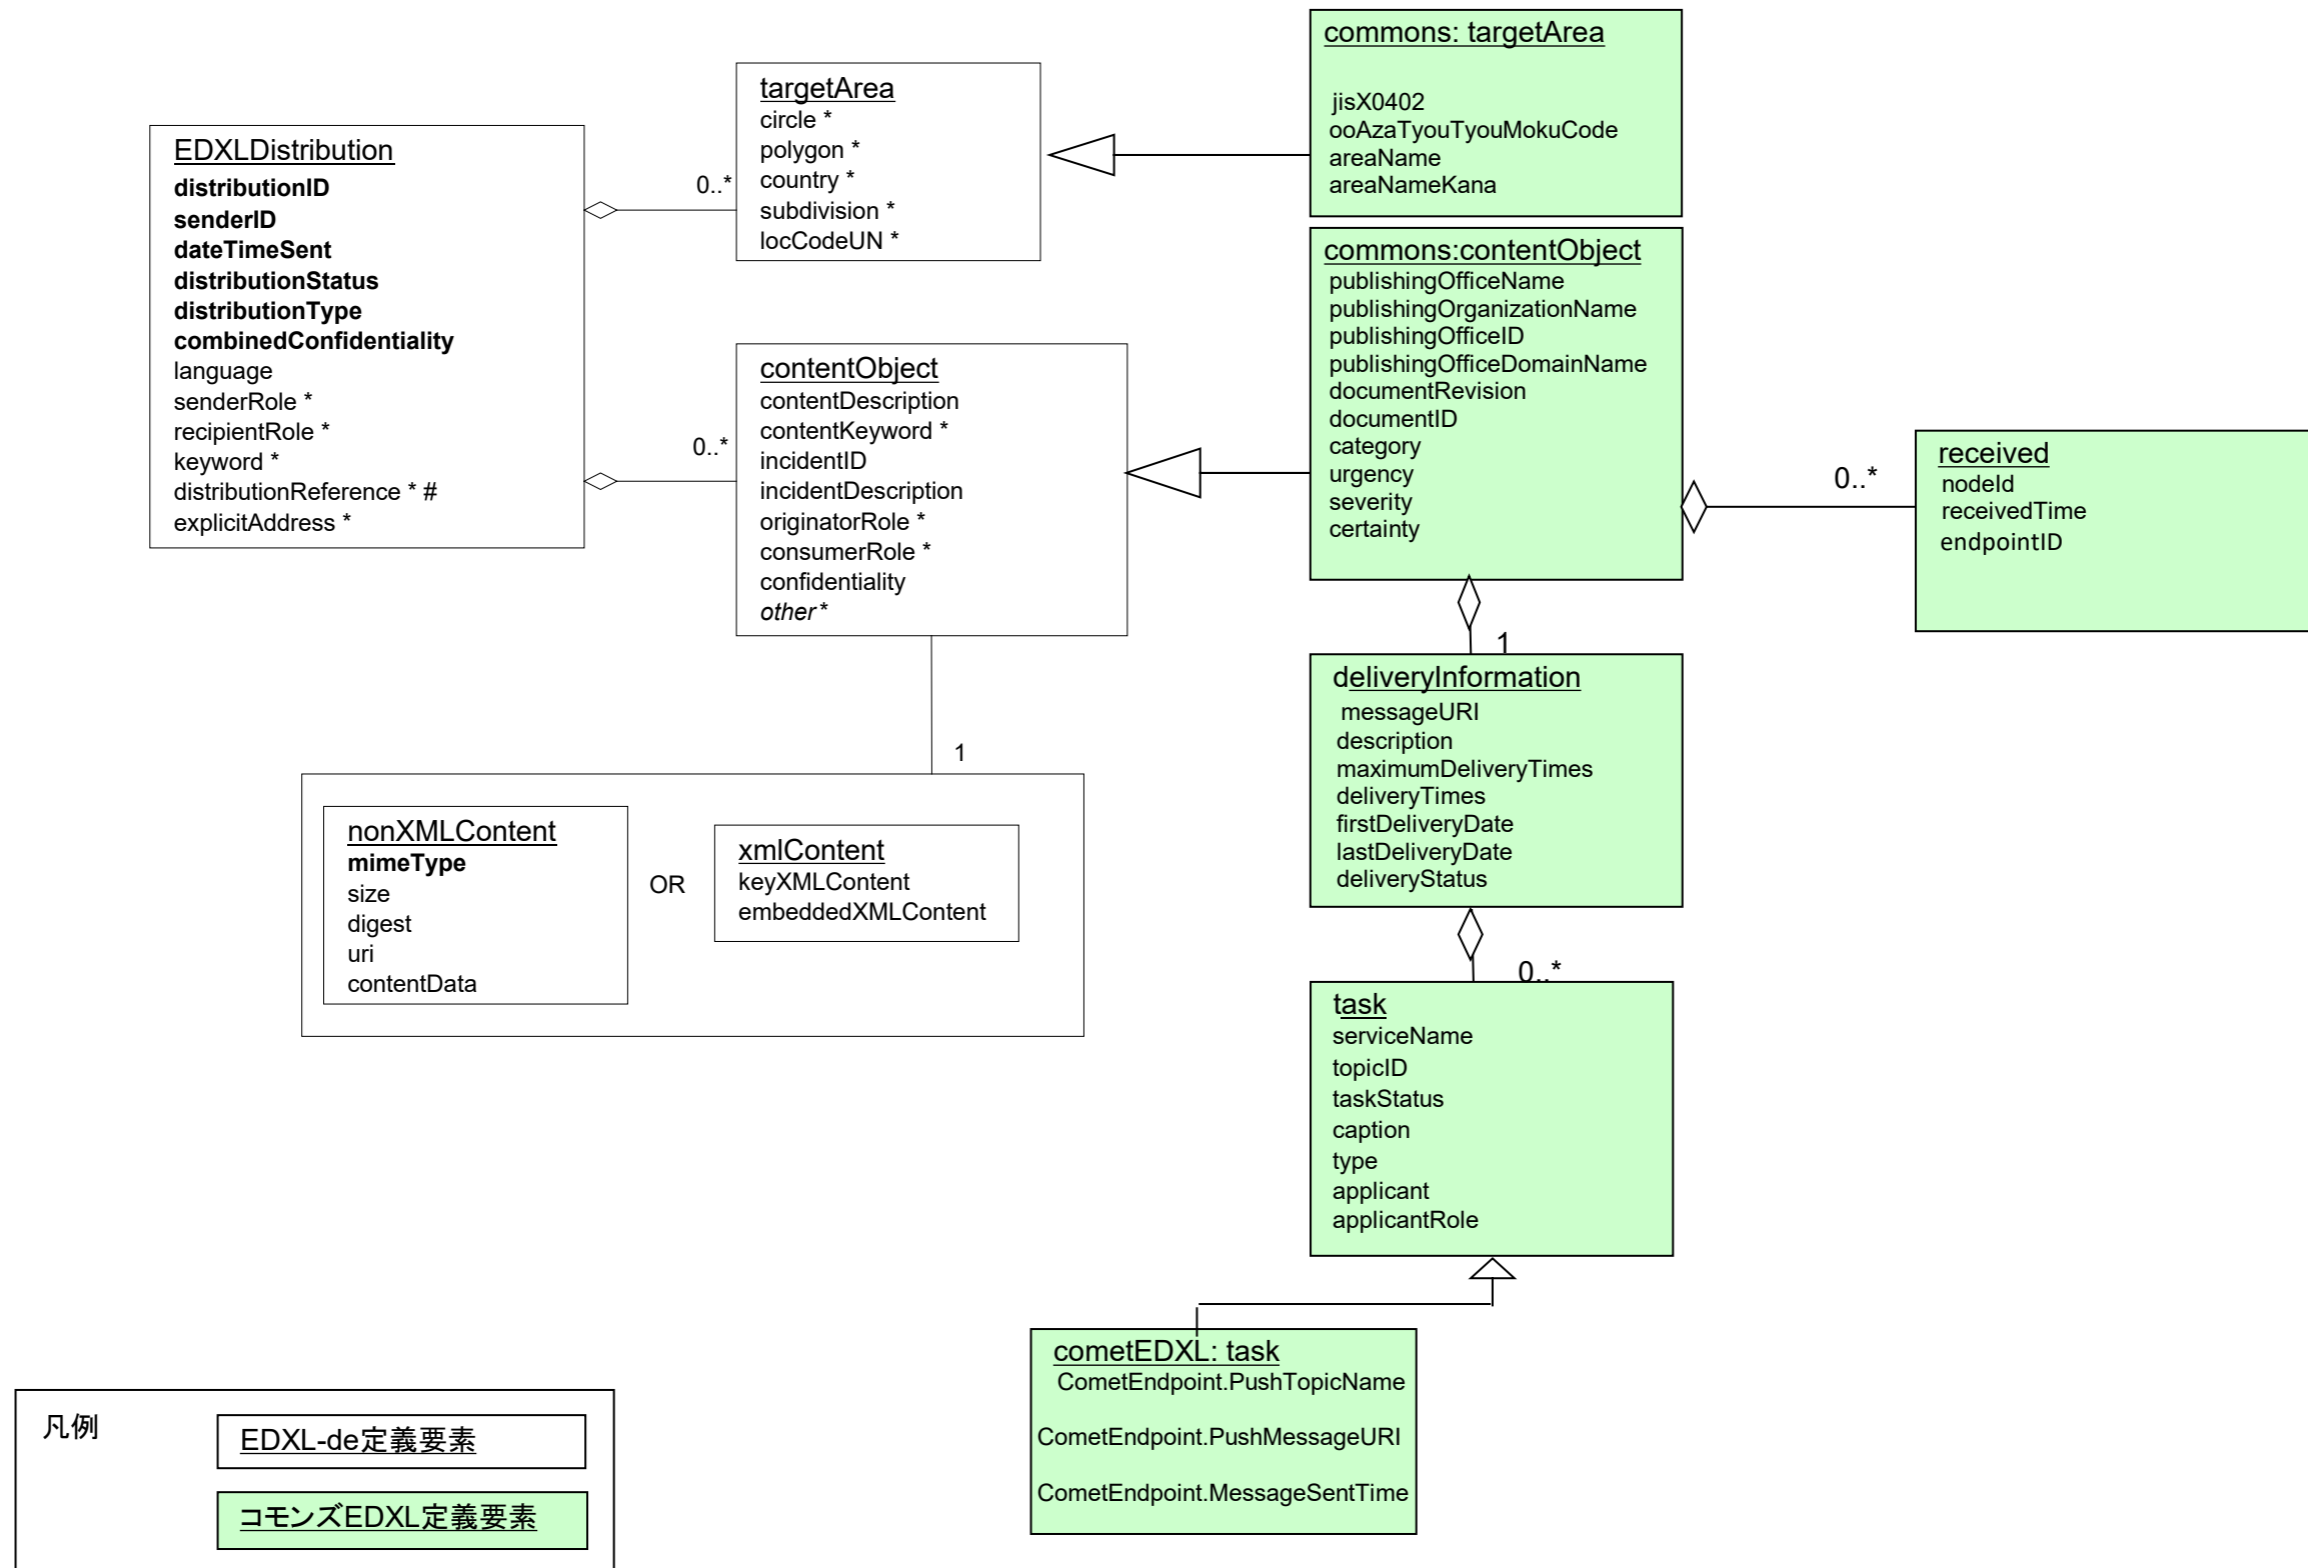 EDXLDistribution
distributionID
senderID
dateTimeSent
distributionStatus
distributionType
combinedConfidentiality
language
senderRole *
recipientRole *
keyword *
distributionReference * #
explicitAddress *
0..*
targetArea
circle *
polygon *
country *
subdivision *
locCodeUN *
0..*
contentObject
contentDescription
contentKeyword *
incidentID
incidentDescription
originatorRole *
consumerRole *
confidentiality
other*
1
nonXMLContent
mimeType
size
digest
uri
contentData
OR
xmlContent
keyXMLContent
embeddedXMLContent
commons: targetArea
jisX0402
ooAzaTyouTyouMokuCode
areaName
areaNameKana
commons:contentObject
publishingOfficeName
publishingOrganizationName
publishingOfficeID
publishingOfficeDomainName
documentRevision
documentID
category
urgency
severity
certainty
0..*
received
nodeId
receivedTime
endpointID
1
deliveryInformation
messageURI
description
maximumDeliveryTimes
deliveryTimes
firstDeliveryDate
lastDeliveryDate
deliveryStatus
0..*
task
serviceName
topicID
taskStatus
caption
type
applicant
applicantRole
cometEDXL: task
CometEndpoint.PushTopicName
CometEndpoint.PushMessageURI
CometEndpoint.MessageSentTime
凡例
EDXL-de定義要素
コモンズEDXL定義要素